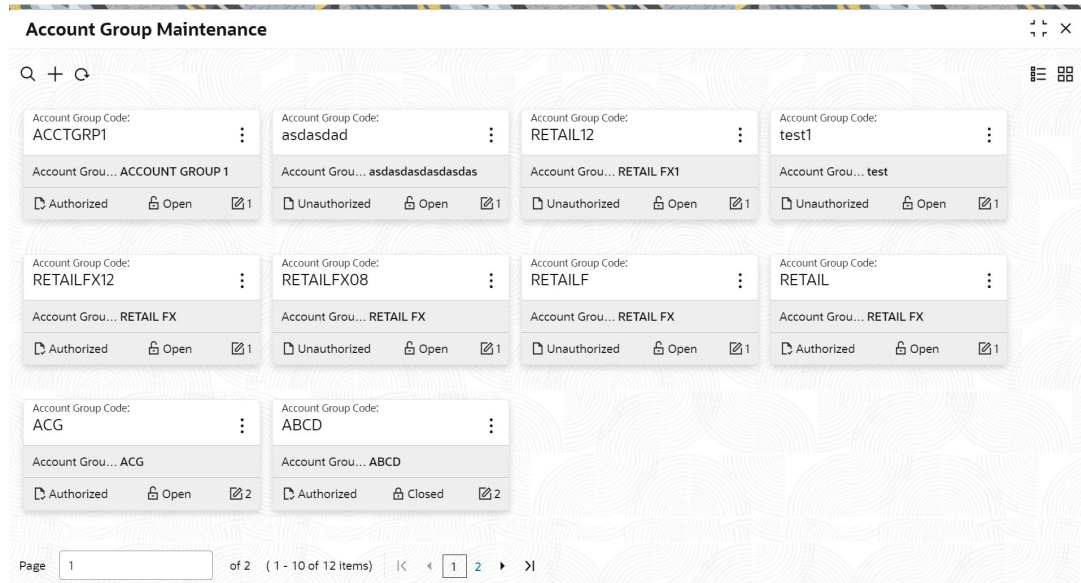 Account Group Maintenance
Account Group Code: Account Group Code: Account Group Code: Account Group Code:
ACCTGRP1 asdasdad RETAIL12 test1
Account Grou... ACCOUNT GROUP 1 Account Grou... asdasdasdasdasdas Account Grou... RETAIL FX1 Account Grou... test
Authorized Open 1 Unauthorized Open 1 Unauthorized Open 1 Unauthorized Open 1
Account Group Code: Account Group Code: Account Group Code: Account Group Code:
RETAILFX12 RETAILFX08 RETAILF RETAIL
Account Grou... RETAIL FX Account Grou... RETAIL FX Account Grou... RETAIL FX Account Grou... RETAIL FX
Authorized Open 1 Unauthorized Open 1 Unauthorized Open 1 Authorized Open 1
Account Group Code: Account Group Code:
ACG ABCD
Account Grou... ACG Account Grou... ABCD
Authorized Open 2 Authorized Closed 2
Page 1 of 2 ( 1 - 10 of 12 items) 1 2